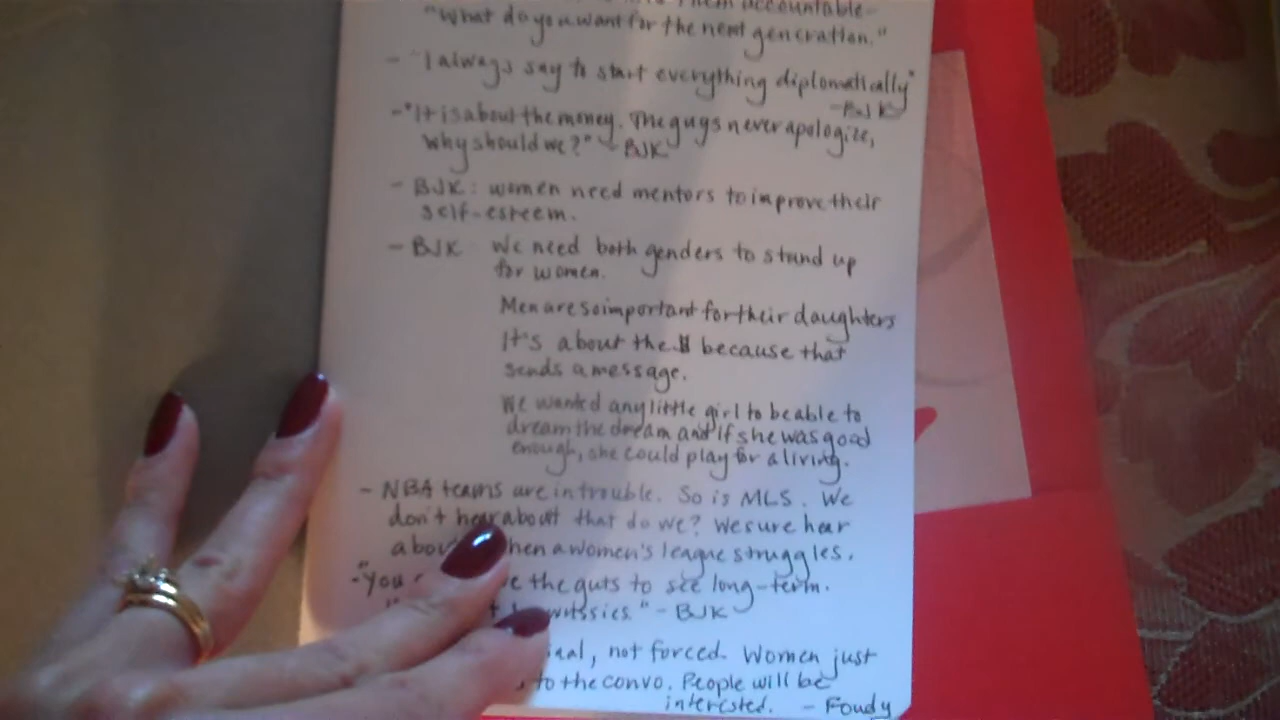 Them accountable-
"What do you want for the next generation."
- "I always say to start everything diplomatically"
-BJK
-"It is about the money. The guys never apologize,
why should we?" - BJK
- BJK: women need mentors to improve their
self-esteem.
- BJK: We need both genders to stand up
for women.
Men are so important for their daughters
It's about the $ because that
sends a message.
We wanted any little girl to be able to
dream the dream and if she was good
enough, she could play for a living.
- NBA teams are in trouble. So is MLS. We
don't hear about that do we? We sure hear
when a women's league struggles.
-"You the guts to see long-term.
" - BJK
, not forced. Women just
to the convo. People will be
interested. - Foudy